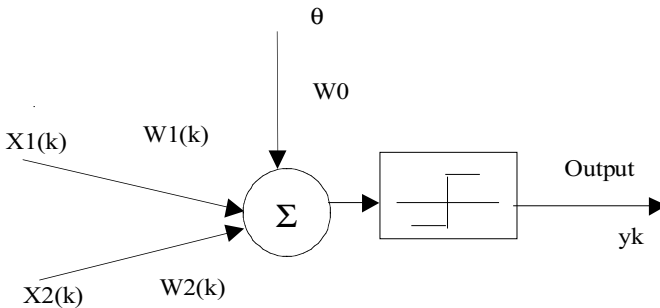 θ
W0
W1(k)
X1(k)
Output
Σ
yk
W2(k)
X2(k)